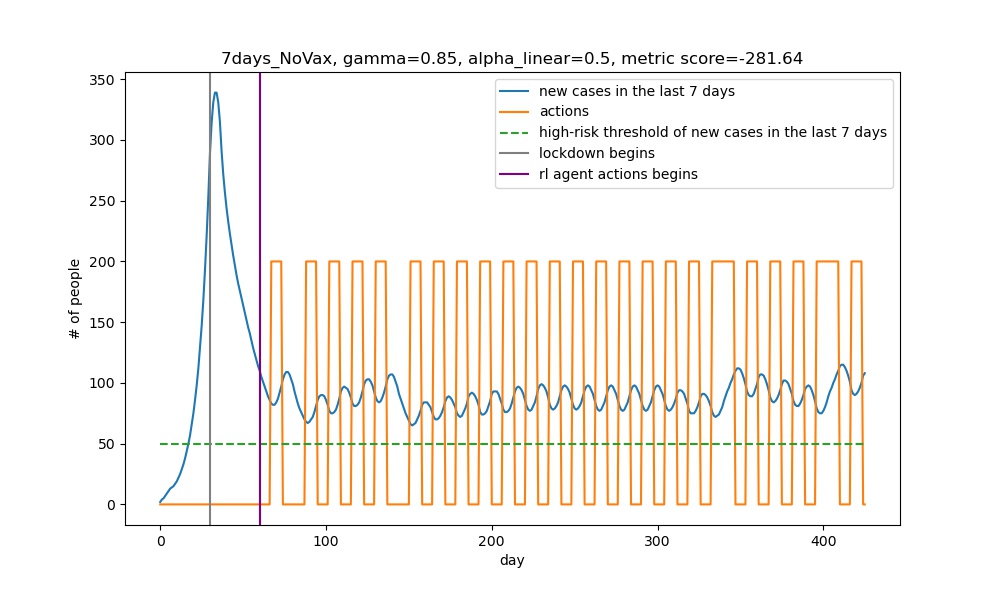 7days_NoVax, gamma=0.85, alpha_linear=0.5, metric score=-281.64
new cases in the last 7 days
actions
high-risk threshold of new cases in the last 7 days
lockdown begins
rl agent actions begins
# of people
350
300
250
200
150
100
50
0
0 100 200 300 400
day